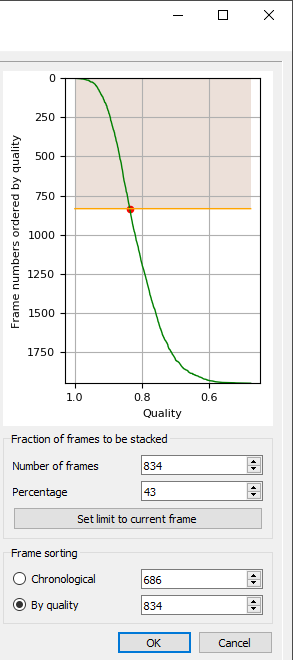 0
250
500
750
1000
1250
1500
1750
Frame numbers ordered by quality
1.0 0.8 0.6
Quality
Fraction of frames to be stacked
Number of frames 834
Percentage 43
Set limit to current frame
Frame sorting
Chronological 686
By quality 834
OK Cancel